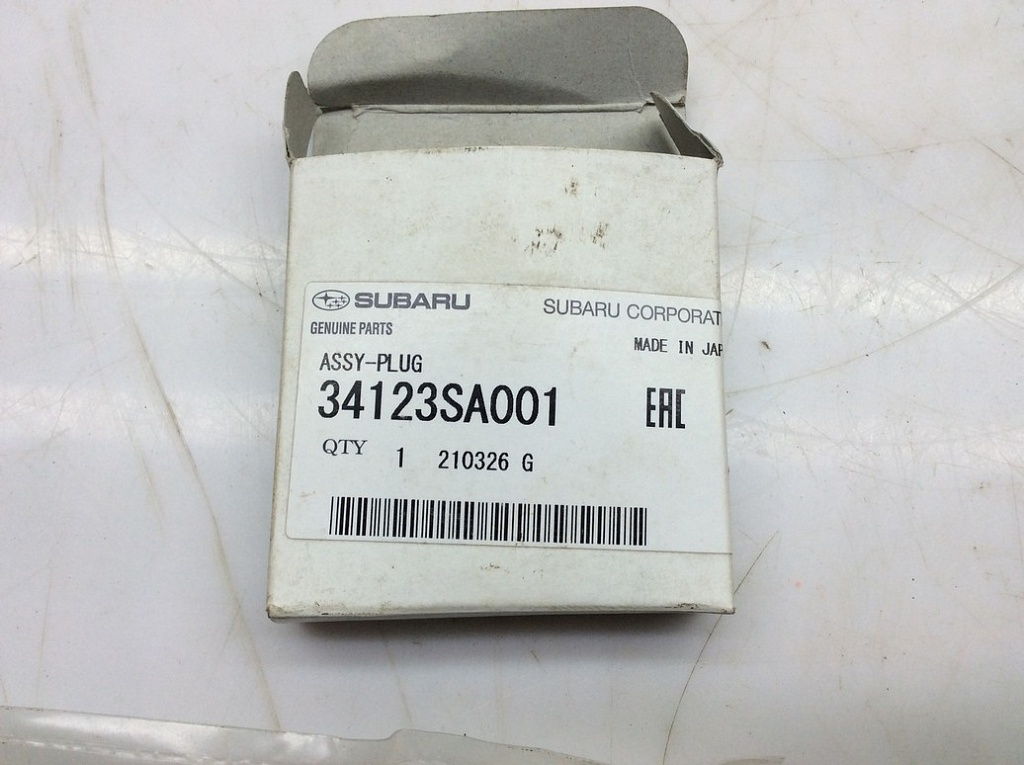 SUBARU SUBARU CORPORAT
GENUINE PARTS
MADE IN JAP
ASSY-PLUG
34123SA001 EAC
QTY 1 210326 G